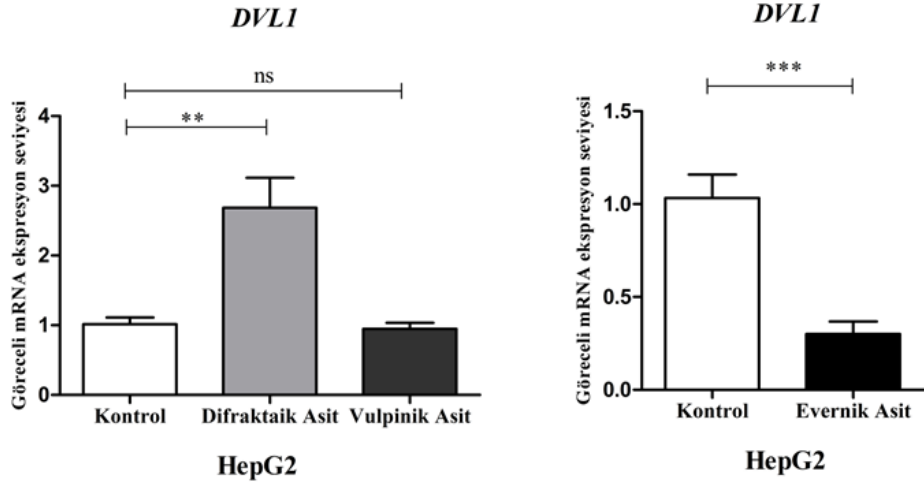 DVL1
ns
**
Göreceli mRNA ekspresyon seviyesi
4
3
2
1
0
Kontrol Difraktaik Asit Vulpinik Asit
HepG2
DVL1
***
Göreceli mRNA ekspresyon seviyesi
1.5
1.0
0.5
0.0
Kontrol Evernik Asit
HepG2